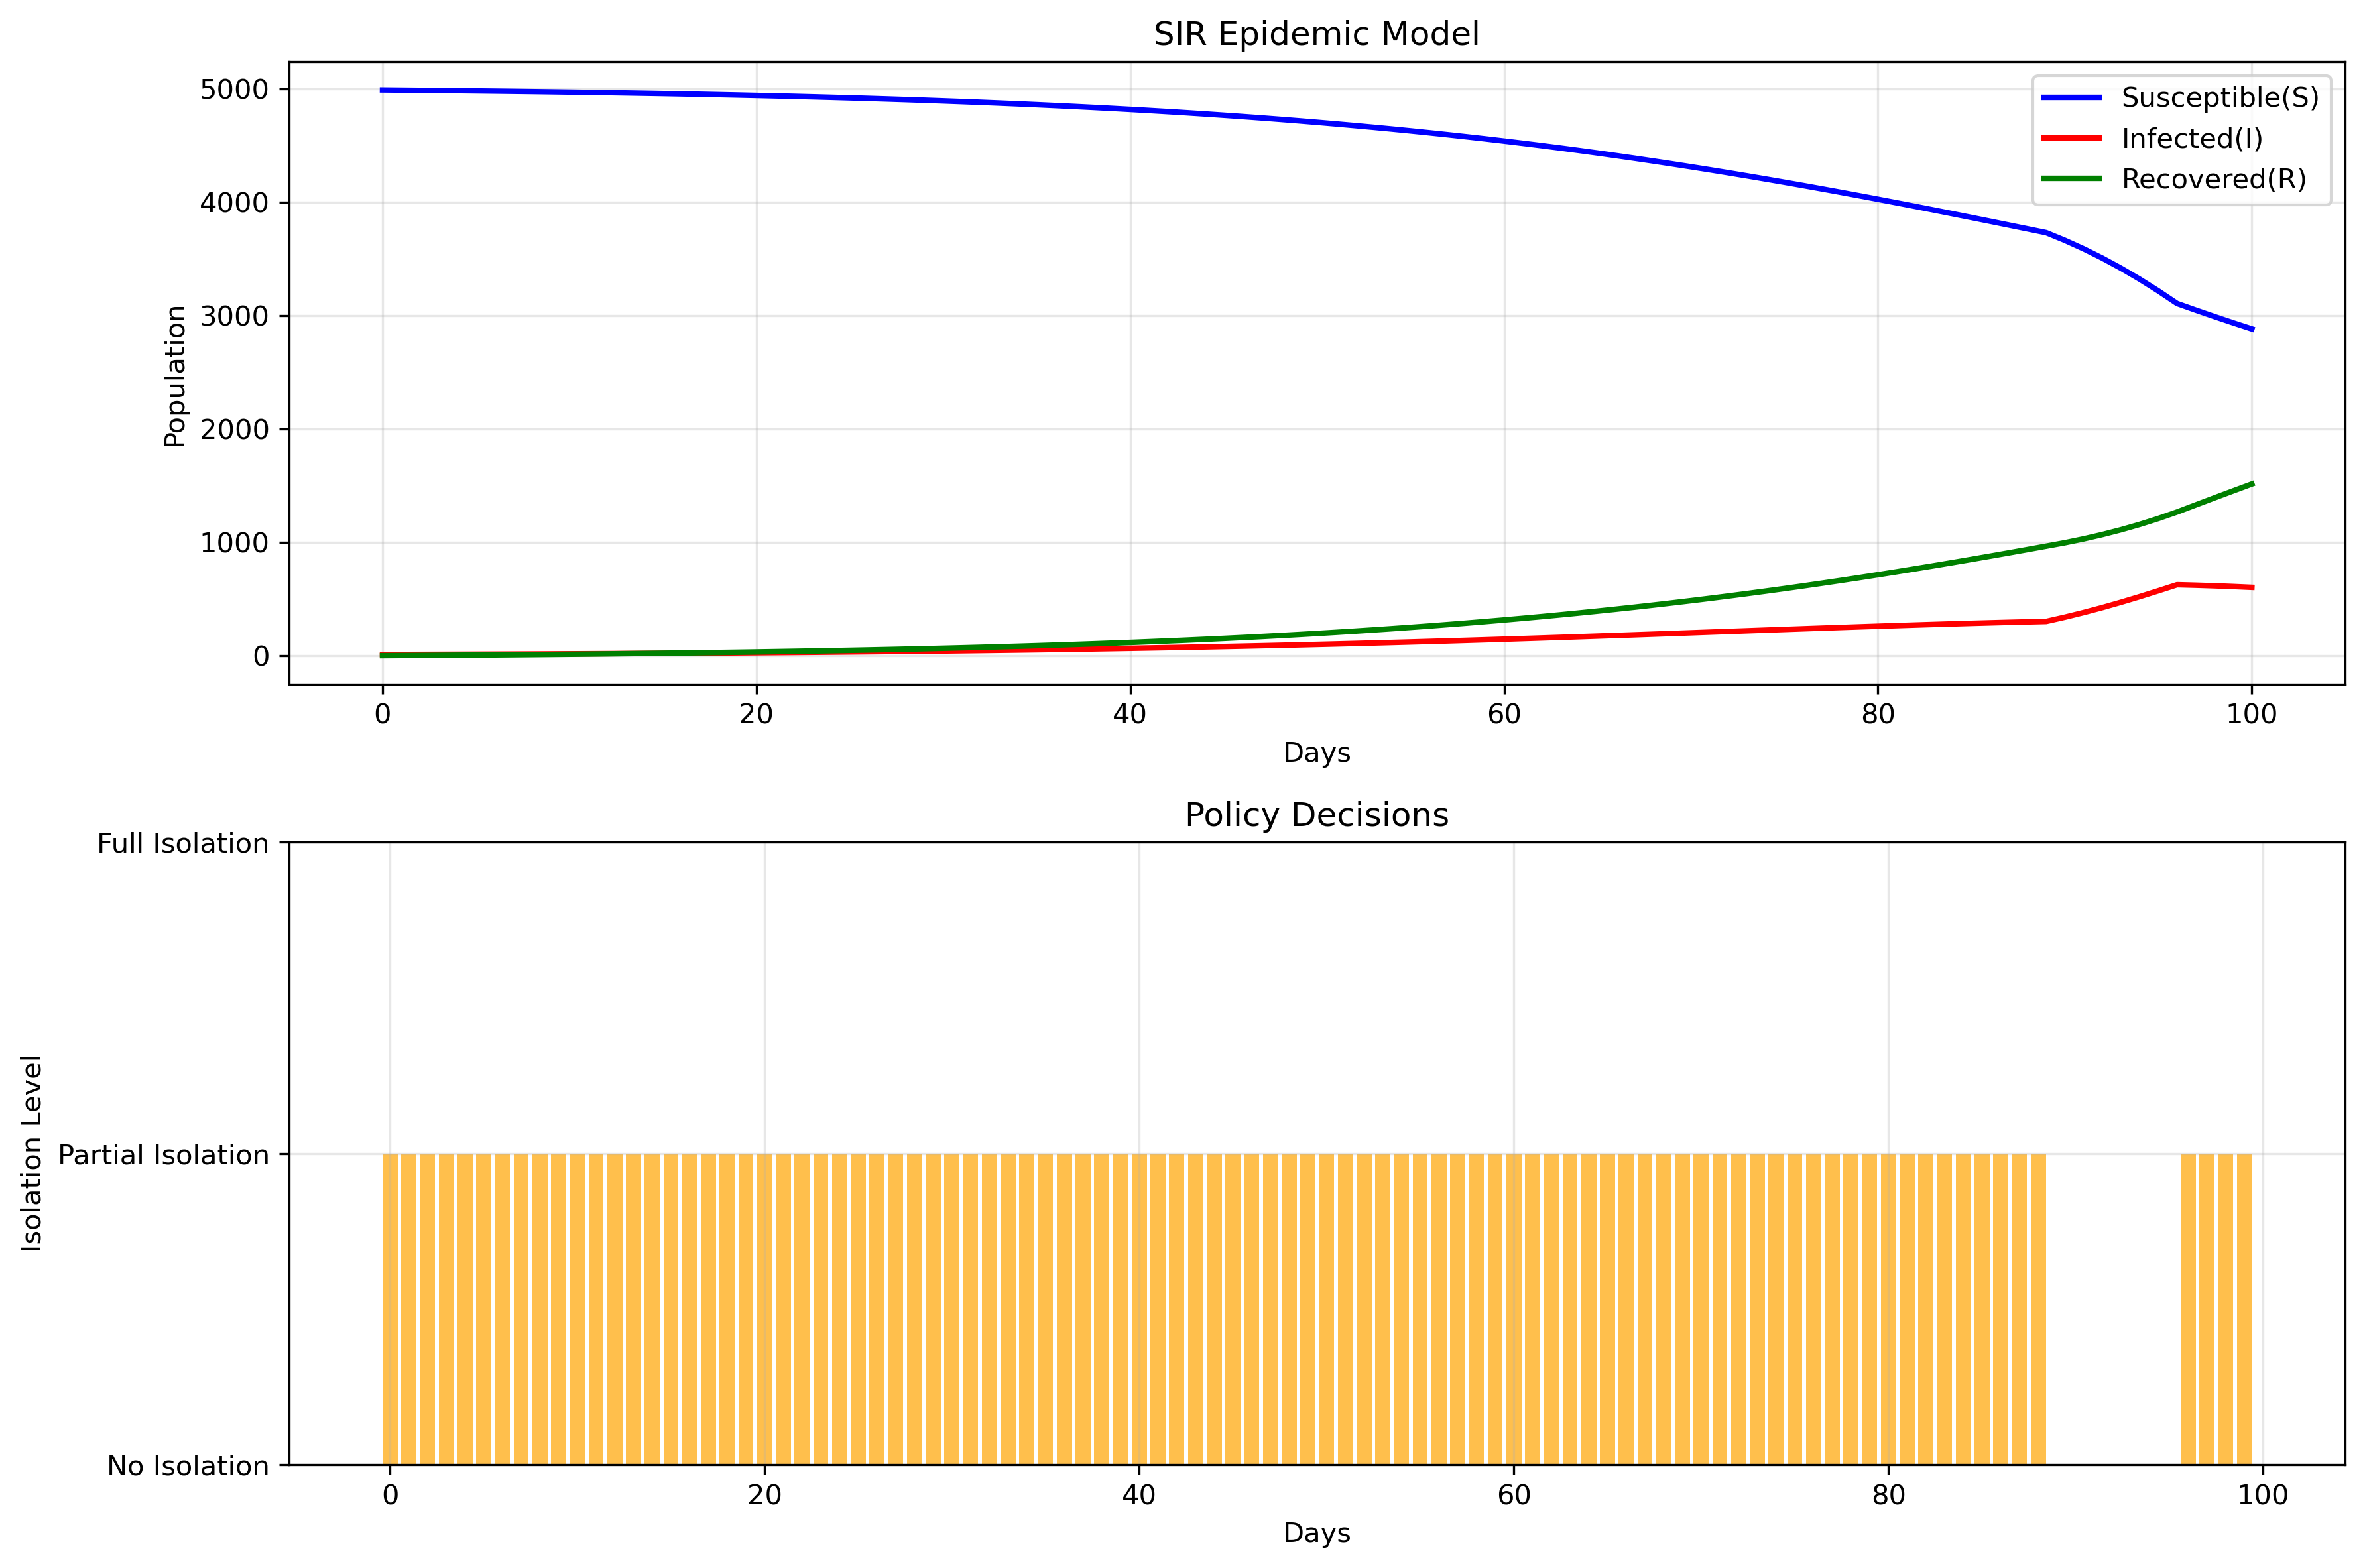 SIR Epidemic Model
5000
4000
3000
2000
1000
0
Population
Susceptible(S)
Infected(I)
Recovered(R)
0 20 40 60 80 100
Days
Policy Decisions
Full Isolation
Partial Isolation
No Isolation
Isolation Level
0 20 40 60 80 100
Days